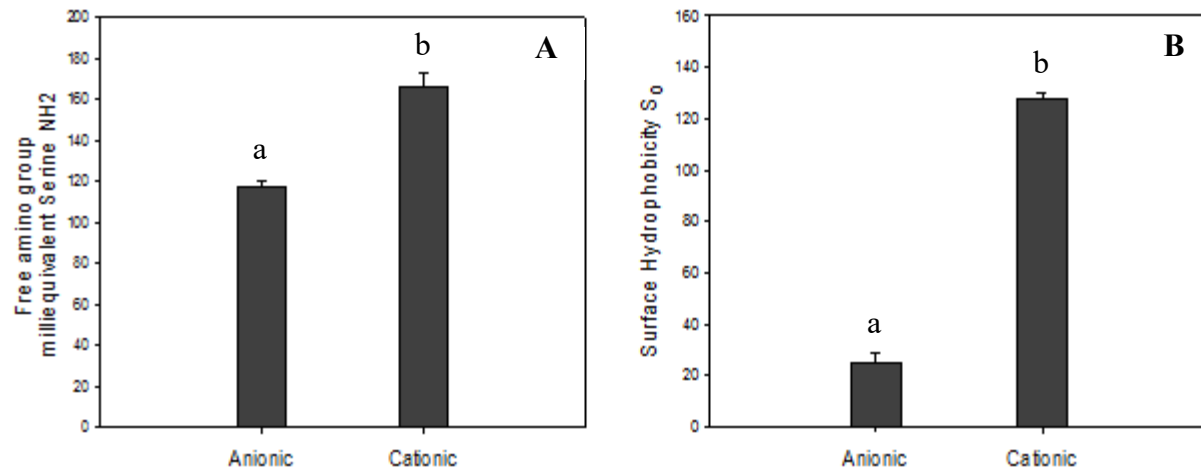 Free amino group
milliequivalent Serine NH2
200
180
160
140
120
100
80
60
40
20
0
a
b
A
Anionic
Cationic
Surface Hydrophobicity S0
160
140
120
100
80
60
40
20
0
a
b
B
Anionic
Cationic